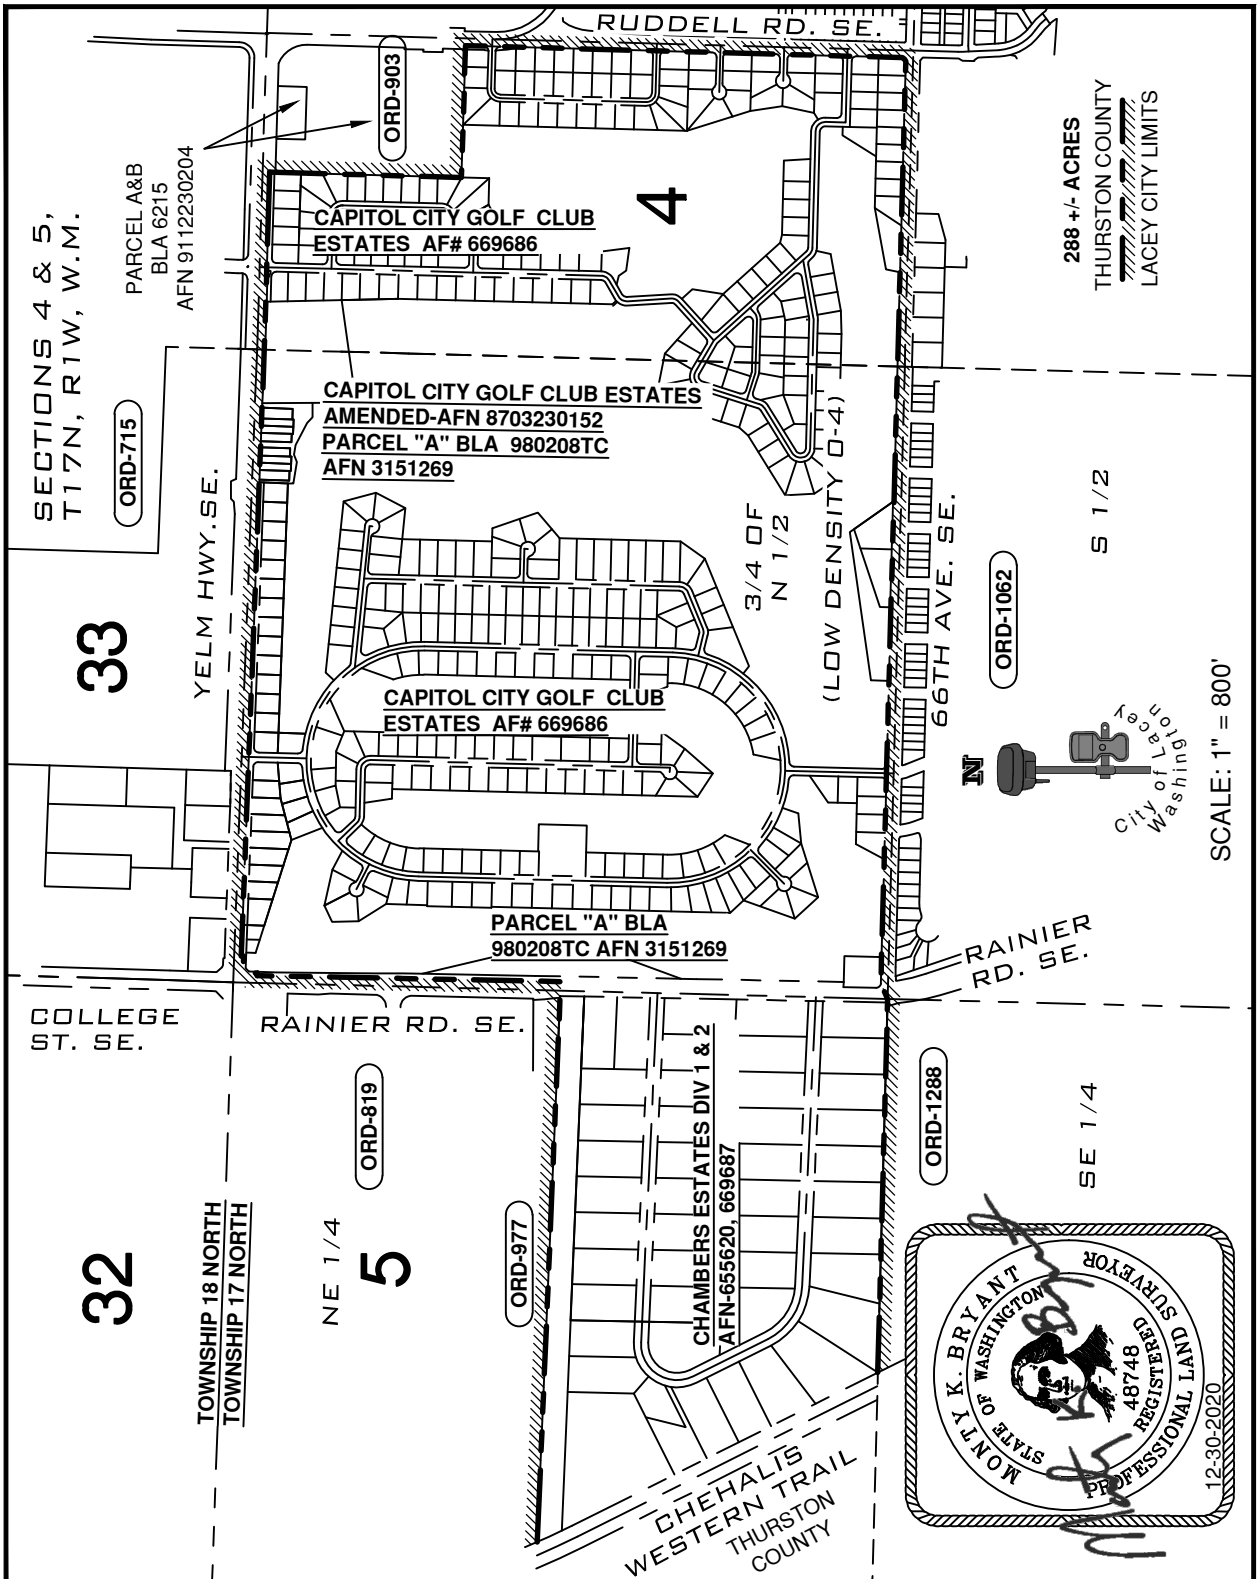 RUDDELL RD. SE.
SECTIONS 4 & 5,
T17N, R1W, W.M.
PARCEL A&B
BLA 6215
AFN 9112230204
ORD-903
ORD-715
YELM HWY.SE.
CAPITOL CITY GOLF CLUB
ESTATES AF# 669686
4
288 +/- ACRES
THURSTON COUNTY
LACEY CITY LIMITS
CAPITOL CITY GOLF CLUB ESTATES
AMENDED-AFN 8703230152
PARCEL "A" BLA 980208TC
AFN 3151269
3/4 OF
N 1/2
(LOW DENSITY 0-4)
66TH AVE. SE.
S 1/2
ORD-1062
33
CAPITOL CITY GOLF CLUB
ESTATES AF# 669686
N
City of Lacey
Washington
SCALE: 1" = 800'
PARCEL "A" BLA
980208TC AFN 3151269
RAINIER
RD. SE.
COLLEGE
ST. SE.
RAINIER RD. SE.
ORD-819
ORD-977
ORD-1288
CHAMBERS ESTATES DIV 1 & 2
AFN-655620, 669687
SE 1/4
32
TOWNSHIP 18 NORTH
TOWNSHIP 17 NORTH
NE 1/4
5
CHEHALIS
WESTERN TRAIL
THURSTON
COUNTY
MONTY K. BRYANT
STATE OF WASHINGTON
48748
REGISTERED
PROFESSIONAL LAND SURVEYOR
12-30-2020